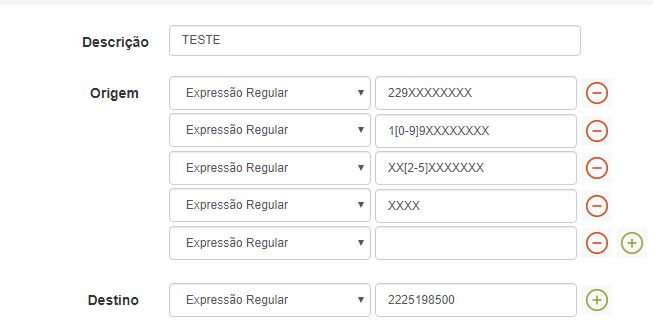 Descrição TESTE
Origem Expressão Regular 229XXXXXXXX
Expressão Regular 1[0-9]9XXXXXXXX
Expressão Regular XX[2-5]XXXXXXX
Expressão Regular XXXX
Expressão Regular
Destino Expressão Regular 2225198500